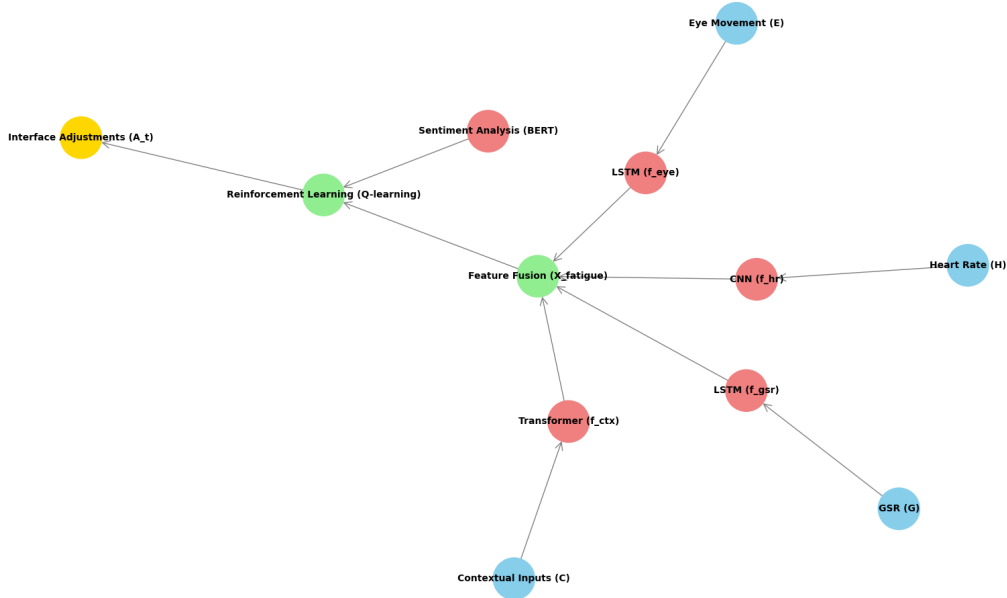 Eye Movement (E)
Interface Adjustments (A_t)
Sentiment Analysis (BERT)
LSTM (f_eye)
Reinforcement Learning (Q-learning)
Feature Fusion (X_fatigue)
CNN (f_hr)
Heart Rate (H)
LSTM (f_gsr)
Transformer (f_ctx)
GSR (G)
Contextual Inputs (C)